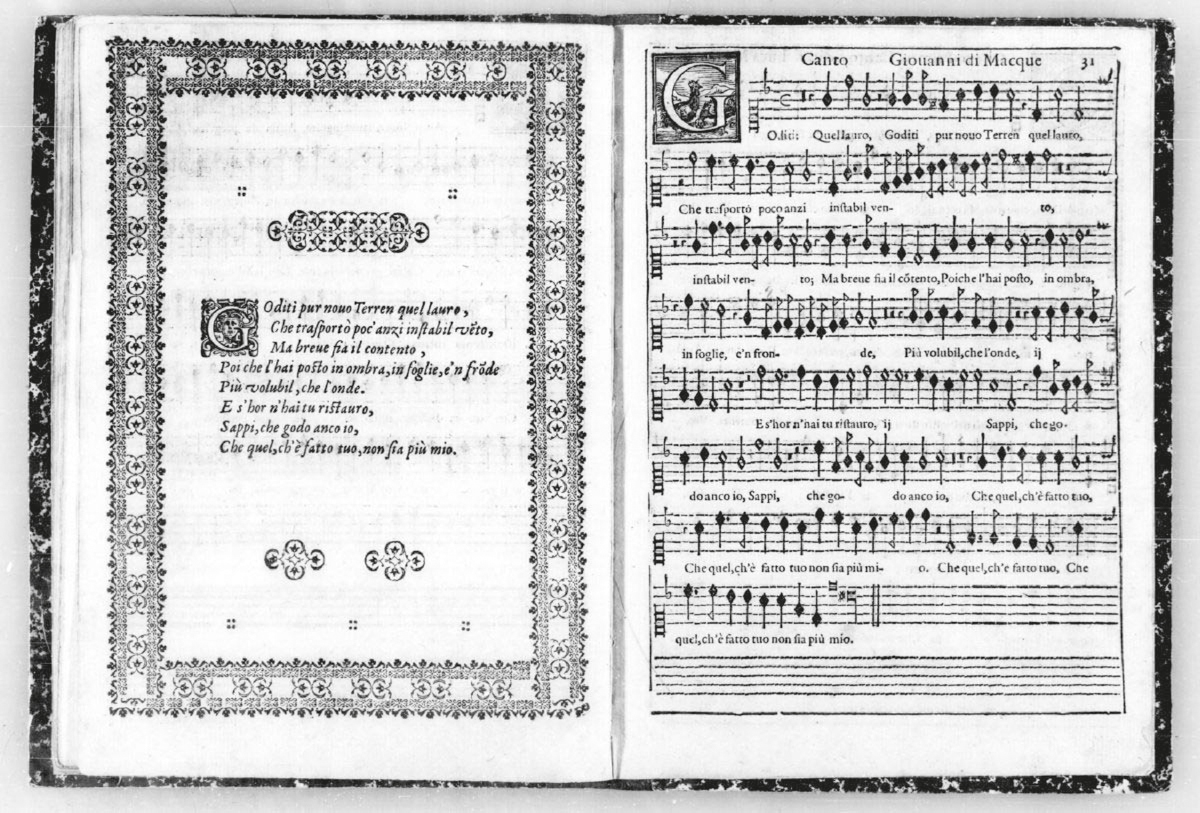 GOditi pur nouo Terren quel lauro,
Che trasportò poc'anzi instabil vẽto,
Ma breue fia il contento,
Poi che l'hai posto in ombra, in foglie, e'n frõde
Più volubil, che l'onde.
E s'hor n'hai tu ristauro,
Sappi, che godo anco io,
Che quel, ch'è fatto tuo, non sia più mio.
Canto Giouanni di Macque 31
GOditi Quel lauro, Goditi pur nouo Terren quel lauro,
Che trasportò poco anzi instabil ven- to,
instabil ven- to; Ma breue fia il cõtento, Poiche l'hai posto, in ombra,
in foglie, e'n fron- de, Più volubil, che l'onde, ij
E s'hor n'hai tu ristauro, ij Sappi, che go-
do anco io, Sappi, che go- do anco io, Che quel, ch'è fatto tuo,
Che quel, ch'è fatto tuo non sia più mi- o. Che quel, ch'e fatto tuo, Che
quel, ch'è fatto tuo non sia più mio.